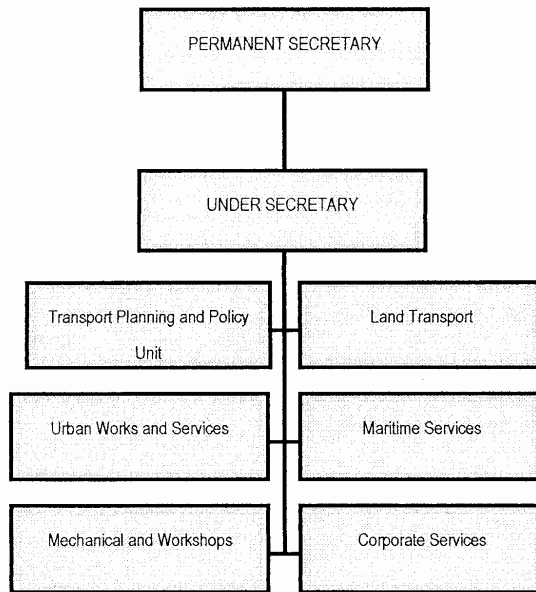 PERMANENT SECRETARY
UNDER SECRETARY
Transport Planning and Policy
Unit
Land Transport
Urban Works and Services
Maritime Services
Mechanical and Workshops
Corporate Services